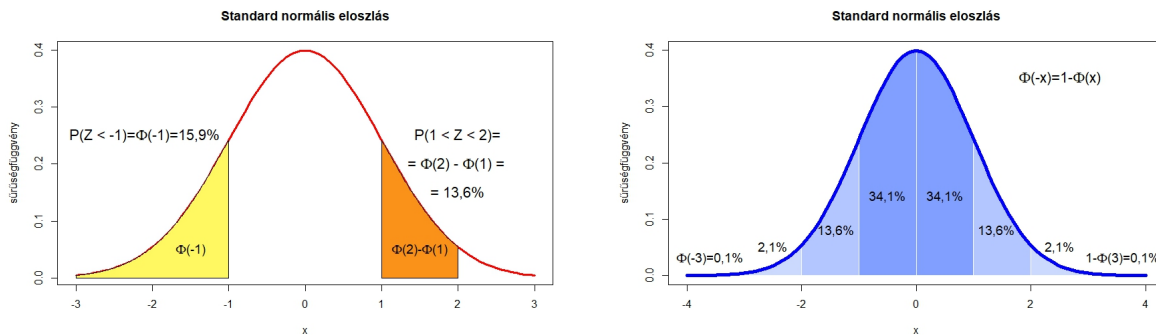 Standard normális eloszlás
sűrűségfüggvény
0.4
0.3
0.2
0.1
0.0
P(Z < -1)=Φ(-1)=15,9%
P(1 < Z < 2)=
= Φ(2) - Φ(1) =
= 13,6%
Φ(-1)
Φ(2)-Φ(1)
-3 -2 -1 0 1 2 3
x
Standard normális eloszlás
sűrűségfüggvény
0.4
0.3
0.2
0.1
0.0
Φ(-x)=1-Φ(x)
34,1% 34,1%
13,6% 13,6%
2,1% 2,1%
Φ(-3)=0,1% 1-Φ(3)=0,1%
-4 -2 0 2 4
x